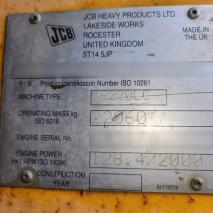 JCB
JCB HEAVY PRODUCTS LTD.
LAKESIDE WORKS
ROCESTER
UNITED KINGDOM
ST14 5JP
MADE IN
THE UK
PIN Product Identification Number ISO 10261
MACHINE TYPE JS220LC
OPERATING MASS kg 22060
ISO 6016
ENGINE SERIAL No
ENGINE POWER 128.4/2000
kw / RPM ISO 14396
CONSTRUCTION
YEAR